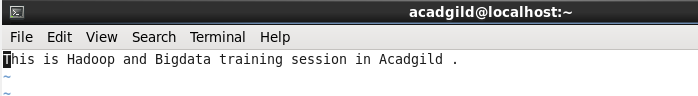 acadgild@localhost:~
File Edit View Search Terminal Help
This is Hadoop and Bigdata training session in Acadgild .
~
~